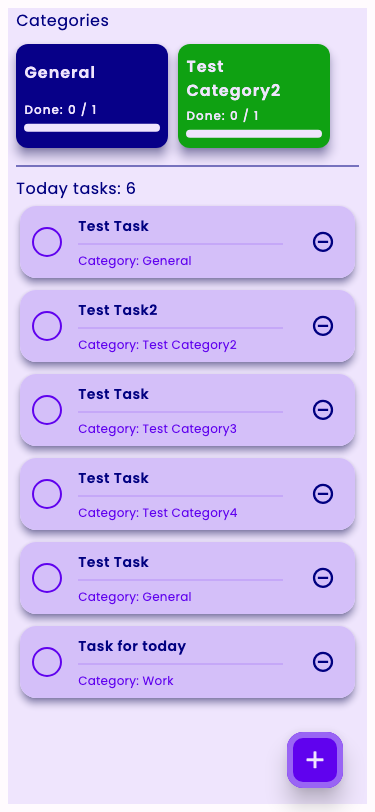 Categories
General
Done: 0 / 1
Test
Category2
Done: 0 / 1
Today tasks: 6
Test Task
Category: General
Test Task2
Category: Test Category2
Test Task
Category: Test Category3
Test Task
Category: Test Category4
Test Task
Category: General
Task for today
Category: Work